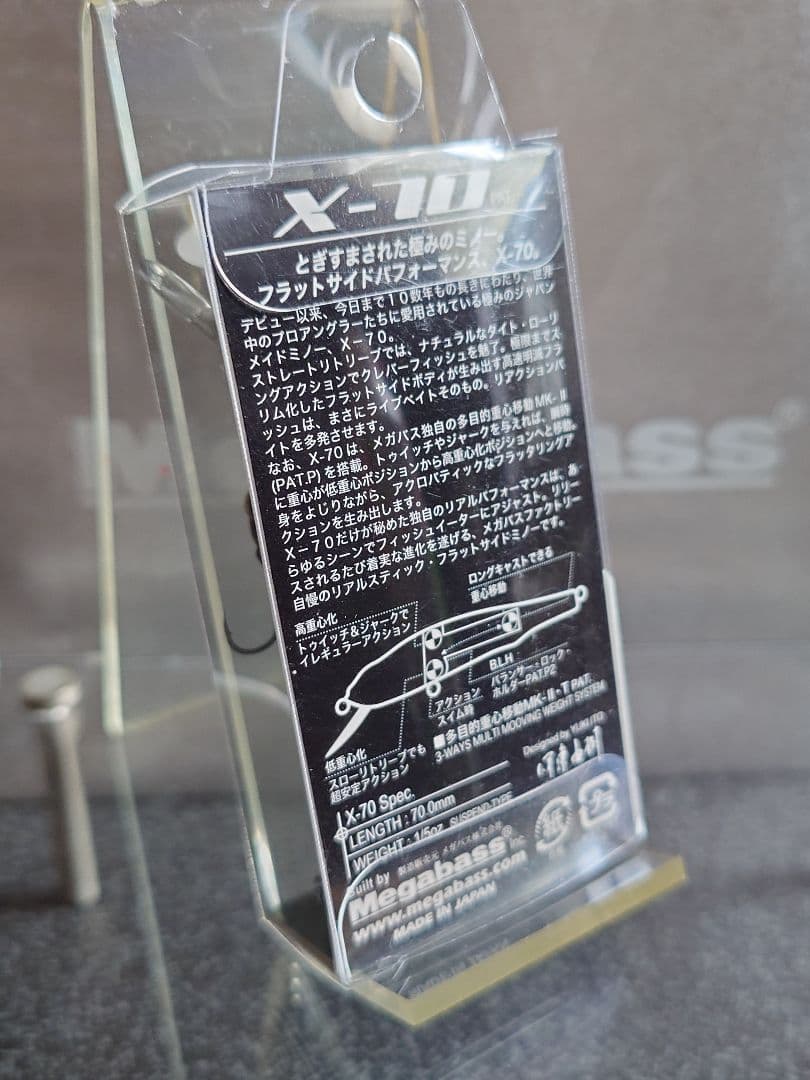 X-70
とぎすまされた極みのミノー。
フラットサイドパフォーマンス、X-70。
デビュー以来、今日まで10数年もの長きにわたり、世界
中のプロアングラーたちに愛用されている極みのジャパン
メイドミノー、X-70。
ストレートリトリーブでは、ナチュラルなタイト・ローリ
ングアクションでクレバーフィッシュを魅了。極限までス
リム化したフラットサイドボディが生み出す高速明滅フラ
ッシュは、まさにライブベイトそのもの。リアクションバ
イトを多発させます。
なお、X-70は、メガバス独自の多目的重心移動MK-II
(PAT.P)を搭載。トゥイッチやジャークを与えれば、瞬時
に重心が低重心ポジションから高重心化ポジションへと移動。
身をよじりながら、アクロバティックなフラッタリングア
クションを生み出します。
X-70だけが秘めた独自のリアルパフォーマンスは、あ
らゆるシーンでフィッシュイーターにアジャスト。リリー
スされるたび着実な進化を遂げる、メガバスファクトリー
自慢のリアルスティック・フラットサイドミノーです。
ロングキャストできる
重心移動
高重心化
トゥイッチ&ジャークで
イレギュラーアクション
B.L.H
バランサー・ロック・
ホルダーPAT.P2
アクション
スイム時
低重心化
スローリトリーブでも
超安定アクション
■多目的重心移動MK-II・T PAT.
3-WAYS MULTI MOOVING WEIGHT SYSTEM
Designed by YUKI ITO
X-70 Spec.
LENGTH : 70.0mm
WEIGHT : 1/5oz SUSPEND-TYPE
Built by 製造販売元 メガバス株式会社
Megabass Inc.
www.megabass.com
MADE IN JAPAN
紙
プラ